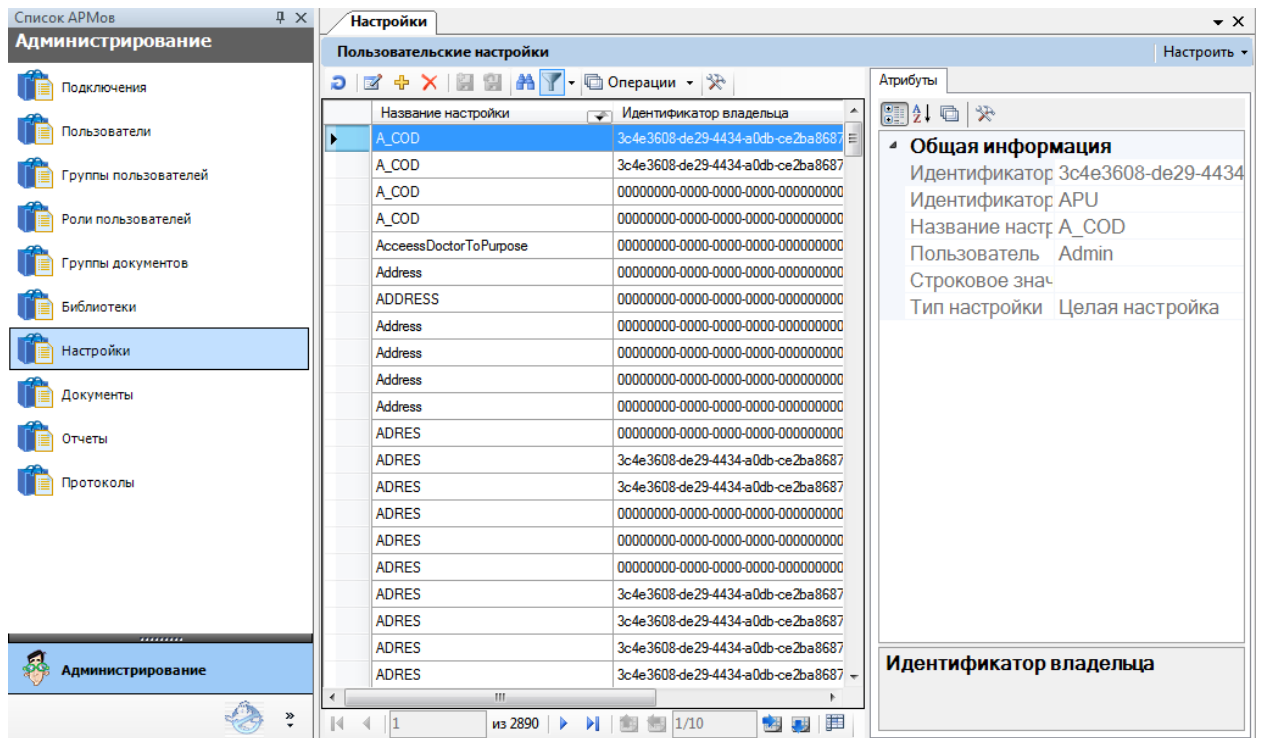 Список АРМов
Администрирование
Подключения
Пользователи
Группы пользователей
Роли пользователей
Группы документов
Библиотеки
Настройки
Документы
Отчеты
Протоколы
Администрирование
Настройки
Пользовательские настройки
Настроить
Операции
Название настройки Идентификатор владельца
A_COD 3c4e3608-de29-4434-a0db-ce2ba8687
A_COD 3c4e3608-de29-4434-a0db-ce2ba8687
A_COD 00000000-0000-0000-0000-000000000
A_COD 00000000-0000-0000-0000-000000000
AcceessDoctorToPurpose 00000000-0000-0000-0000-000000000
Address 00000000-0000-0000-0000-000000000
ADDRESS 00000000-0000-0000-0000-000000000
Address 00000000-0000-0000-0000-000000000
Address 00000000-0000-0000-0000-000000000
Address 00000000-0000-0000-0000-000000000
Address 00000000-0000-0000-0000-000000000
ADRES 00000000-0000-0000-0000-000000000
ADRES 3c4e3608-de29-4434-a0db-ce2ba8687
ADRES 3c4e3608-de29-4434-a0db-ce2ba8687
ADRES 00000000-0000-0000-0000-000000000
ADRES 00000000-0000-0000-0000-000000000
ADRES 00000000-0000-0000-0000-000000000
ADRES 3c4e3608-de29-4434-a0db-ce2ba8687
ADRES 3c4e3608-de29-4434-a0db-ce2ba8687
ADRES 3c4e3608-de29-4434-a0db-ce2ba8687
ADRES 3c4e3608-de29-4434-a0db-ce2ba8687
1 из 2890 1/10
Атрибуты
Общая информация
Идентификатор 3c4e3608-de29-4434
Идентификатор APU
Название настр A_COD
Пользователь Admin
Строковое знач
Тип настройки Целая настройка
Идентификатор владельца